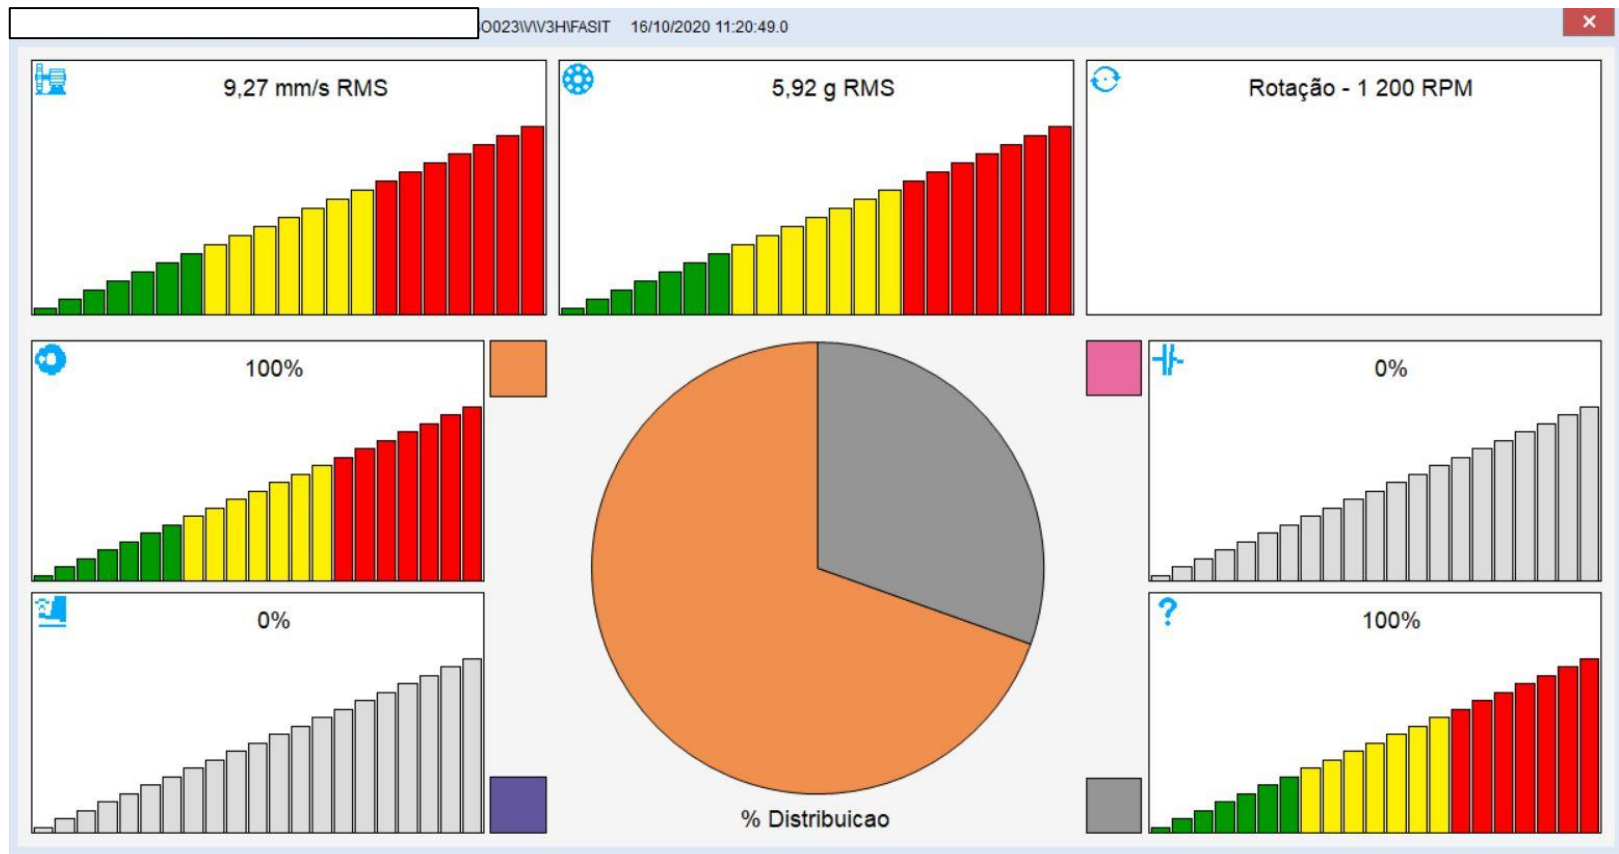 O023\V\V3H\FASIT 16/10/2020 11:20:49.0
9,27 mm/s RMS
5,92 g RMS
Rotação - 1 200 RPM
100%
0%
0%
100%
% Distribuicao